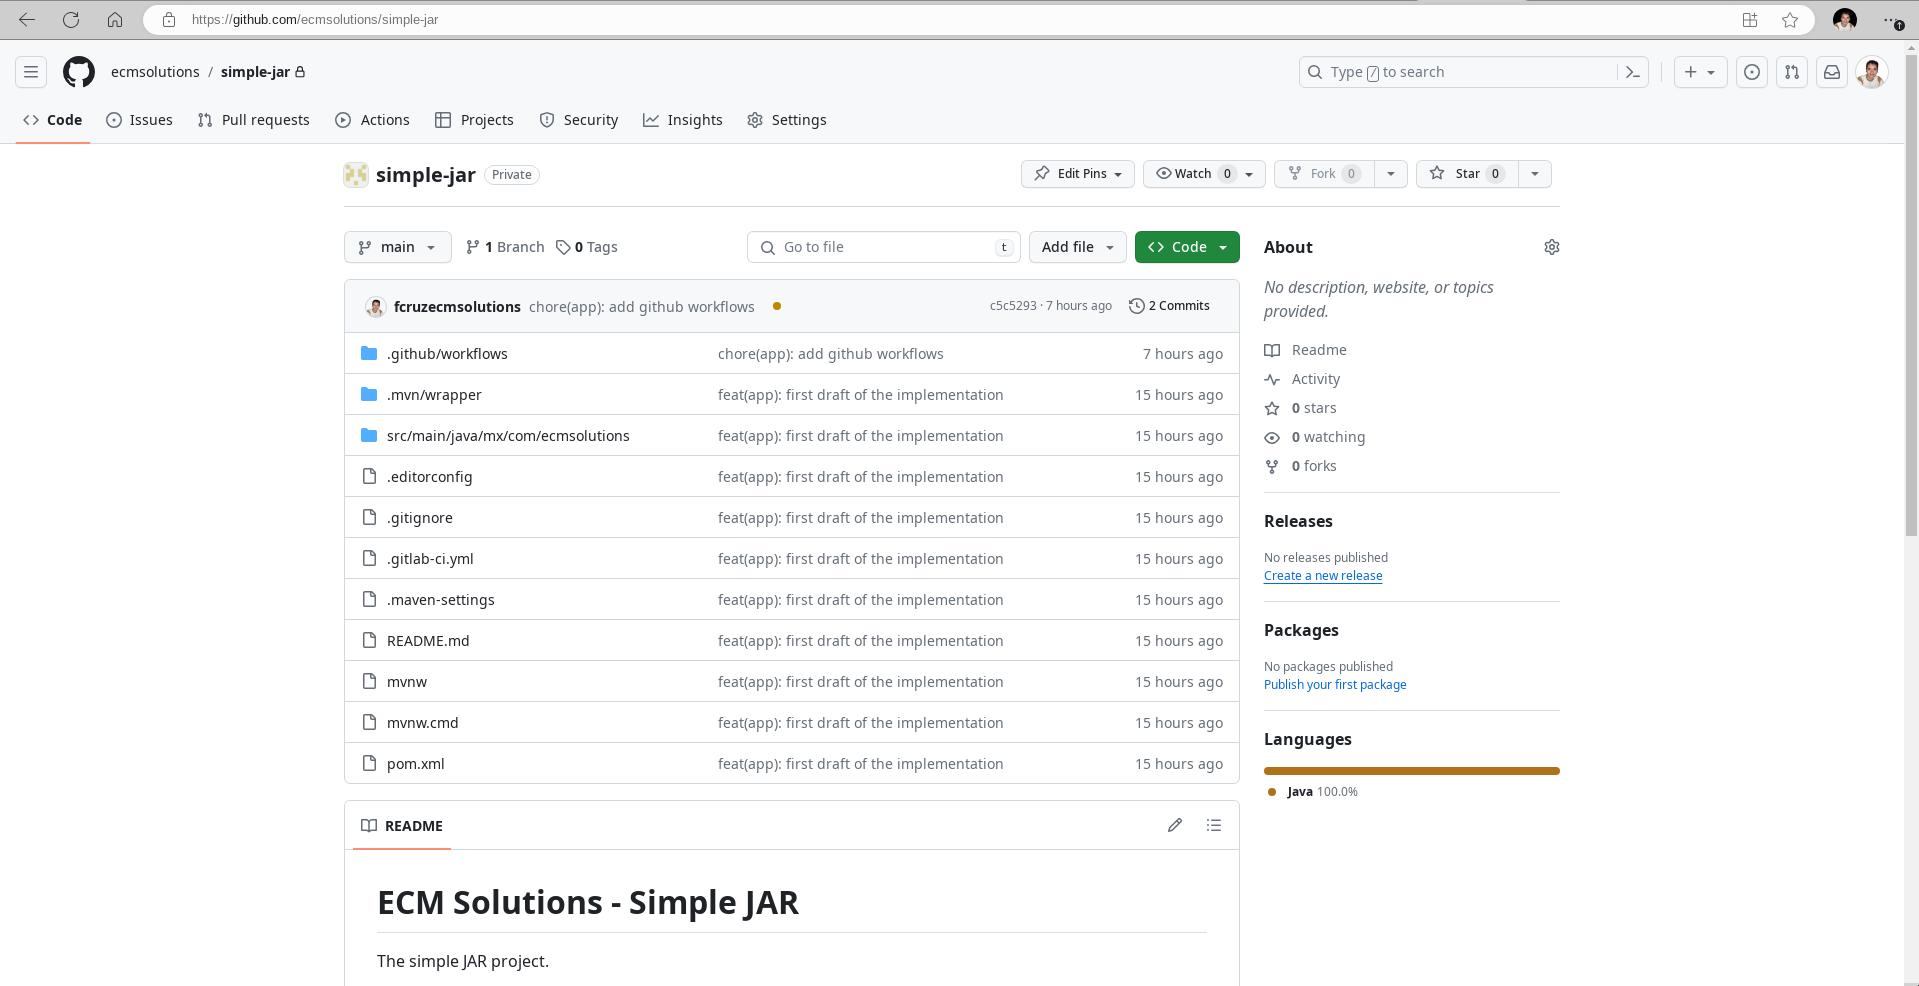 https://github.com/ecmsolutions/simple-jar
ecmsolutions / simple-jar
Type / to search
Code Issues Pull requests Actions Projects Security Insights Settings
simple-jar Private
Edit Pins Watch 0 Fork 0 Star 0
main 1 Branch 0 Tags Go to file t Add file Code
fcruzecmsolutions chore(app): add github workflows c5c5293 · 7 hours ago 2 Commits
.github/workflows chore(app): add github workflows 7 hours ago
.mvn/wrapper feat(app): first draft of the implementation 15 hours ago
src/main/java/mx/com/ecmsolutions feat(app): first draft of the implementation 15 hours ago
.editorconfig feat(app): first draft of the implementation 15 hours ago
.gitignore feat(app): first draft of the implementation 15 hours ago
.gitlab-ci.yml feat(app): first draft of the implementation 15 hours ago
.maven-settings feat(app): first draft of the implementation 15 hours ago
README.md feat(app): first draft of the implementation 15 hours ago
mvnw feat(app): first draft of the implementation 15 hours ago
mvnw.cmd feat(app): first draft of the implementation 15 hours ago
pom.xml feat(app): first draft of the implementation 15 hours ago
README
ECM Solutions - Simple JAR
The simple JAR project.
About
No description, website, or topics
provided.
Readme
Activity
0 stars
0 watching
0 forks
Releases
No releases published
Create a new release
Packages
No packages published
Publish your first package
Languages
Java 100.0%